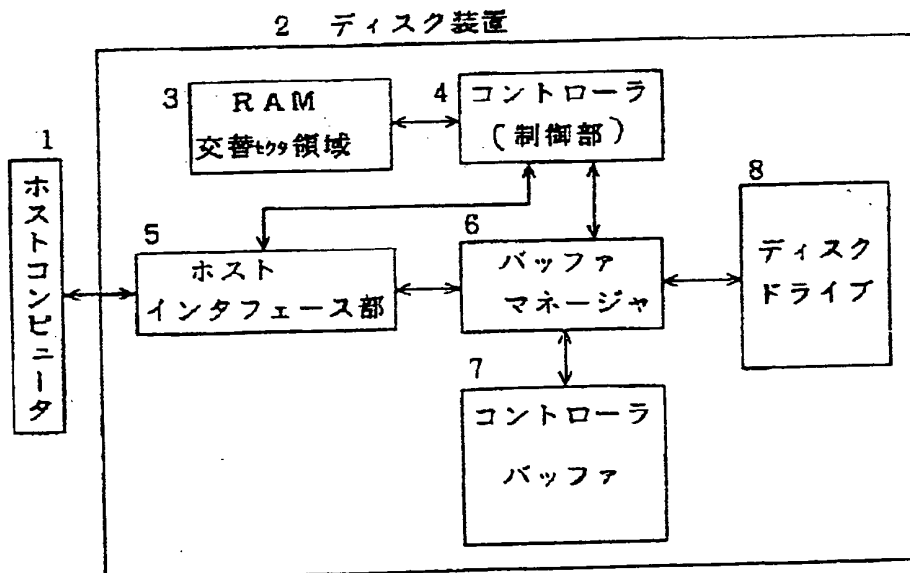 2 ディスク装置
3
RAM
交替セクタ領域
4
コントローラ
(制御部)
1
ホストコンピュータ
5
ホスト
インタフェース部
6
バッファ
マネージャ
8
ディスク
ドライブ
7
コントローラ
バッファ